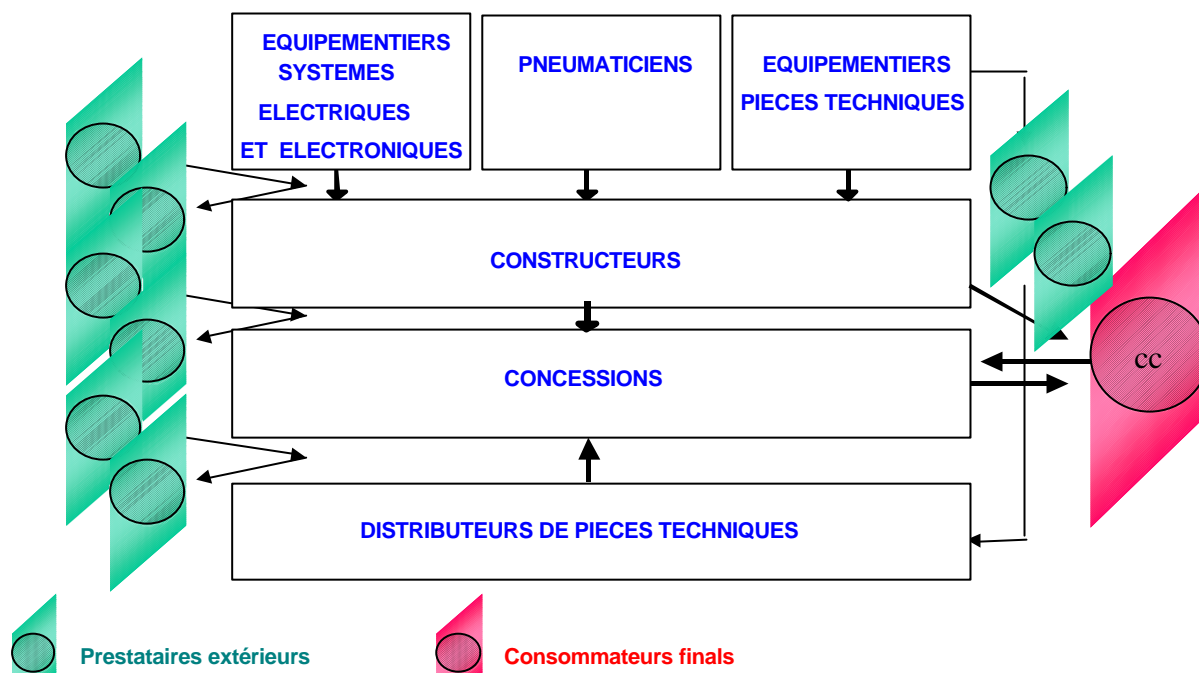 EQUIPEMENTIERS
SYSTEMES
ELECTRIQUES
ET ELECTRONIQUES
PNEUMATICIENS
EQUIPEMENTIERS
PIECES TECHNIQUES
CONSTRUCTEURS
CONCESSIONS
cc
DISTRIBUTEURS DE PIECES TECHNIQUES
Prestataires extérieurs
Consommateurs finals